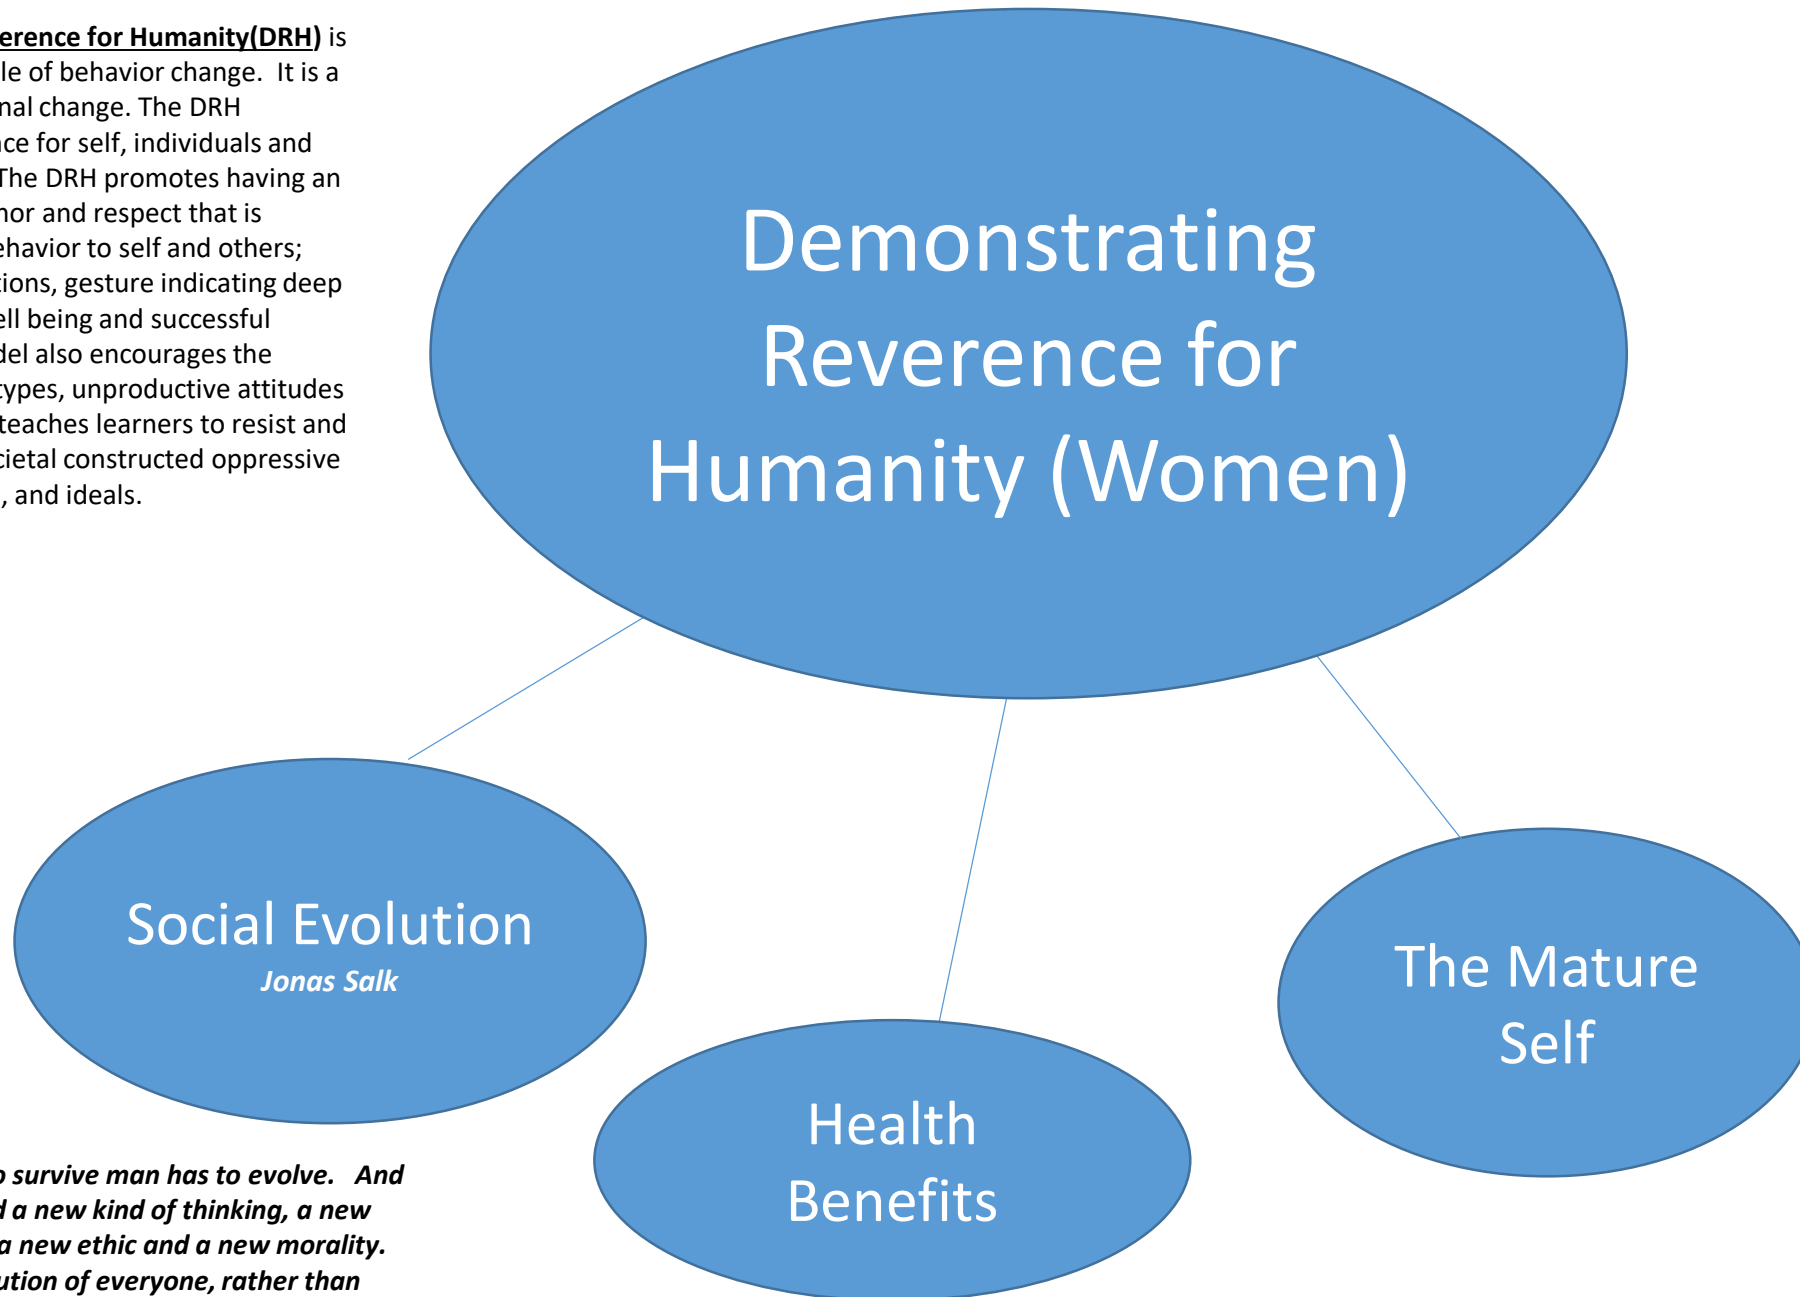 erence for Humanity(DRH) is
le of behavior change. It is a
nal change. The DRH
nce for self, individuals and
The DRH promotes having an
nor and respect that is
ehavior to self and others;
tions, gesture indicating deep
ell being and successful
del also encourages the
types, unproductive attitudes
teaches learners to resist and
cietal constructed oppressive
, and ideals.
Demonstrating
Reverence for
Humanity (Women)
Social Evolution
Jonas Salk
The Mature
Self
Health
Benefits
o survive man has to evolve. And
d a new kind of thinking, a new
a new ethic and a new morality.
ution of everyone, rather than